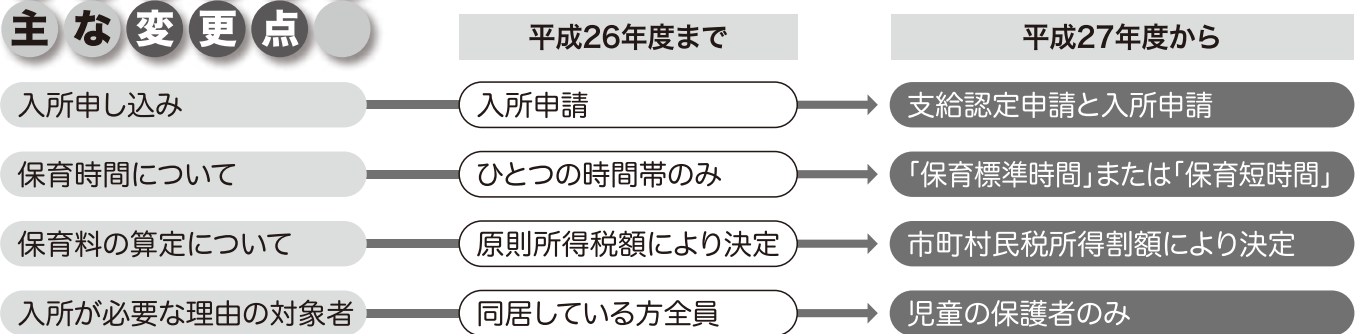 主な変更点
平成26年度まで
平成27年度から
入所申し込み
入所申請
支給認定申請と入所申請
保育時間について
ひとつの時間帯のみ
「保育標準時間」または「保育短時間」
保育料の算定について
原則所得税額により決定
市町村民税所得割額により決定
入所が必要な理由の対象者
同居している方全員
児童の保護者のみ